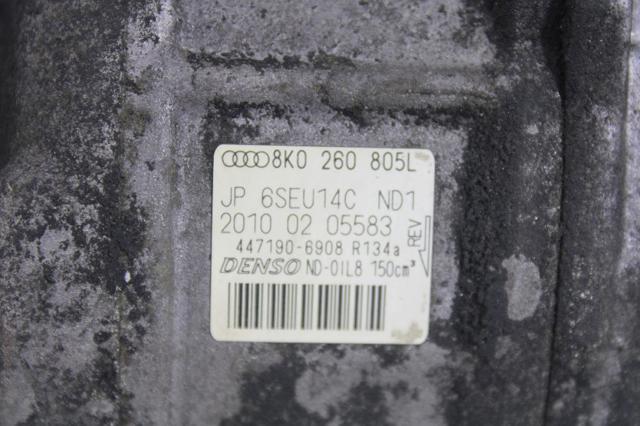 8K0 260 805L
JP 6SEU14C ND1
2010 02 05583
REV
447190-6908 R134a
DENSO ND-OIL8 150cm³